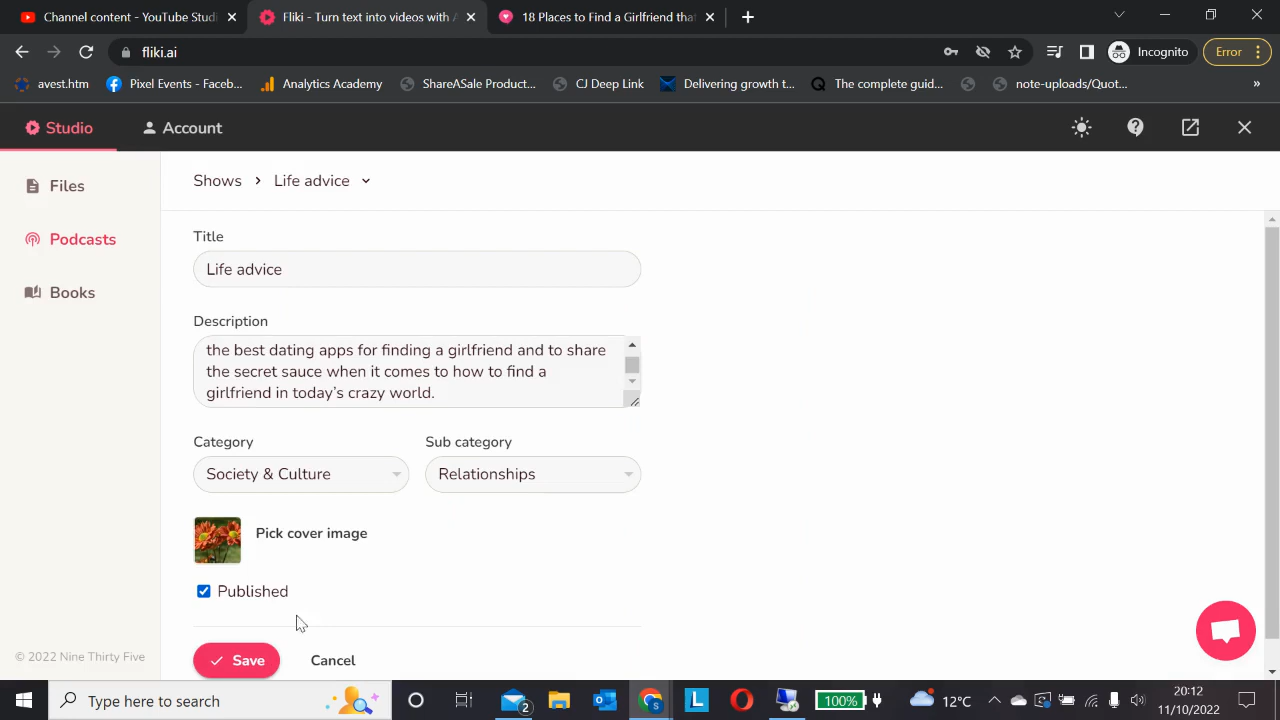 Channel content - YouTube Studi
Fliki - Turn text into videos with A
18 Places to Find a Girlfriend that
fliki.ai
Incognito
Error
avest.htm
Pixel Events - Faceb...
Analytics Academy
ShareASale Product...
CJ Deep Link
Delivering growth t...
The complete guid...
note-uploads/Quot...
»
Studio
Account
Files
Podcasts
Books
Shows > Life advice
Title
Life advice
Description
the best dating apps for finding a girlfriend and to share
the secret sauce when it comes to how to find a
girlfriend in today's crazy world.
Category
Sub category
Society & Culture
Relationships
Pick cover image
Published
Save
Cancel
© 2022 Nine Thirty Five
Type here to search
2
L
S
100%
12°C
20:12
11/10/2022